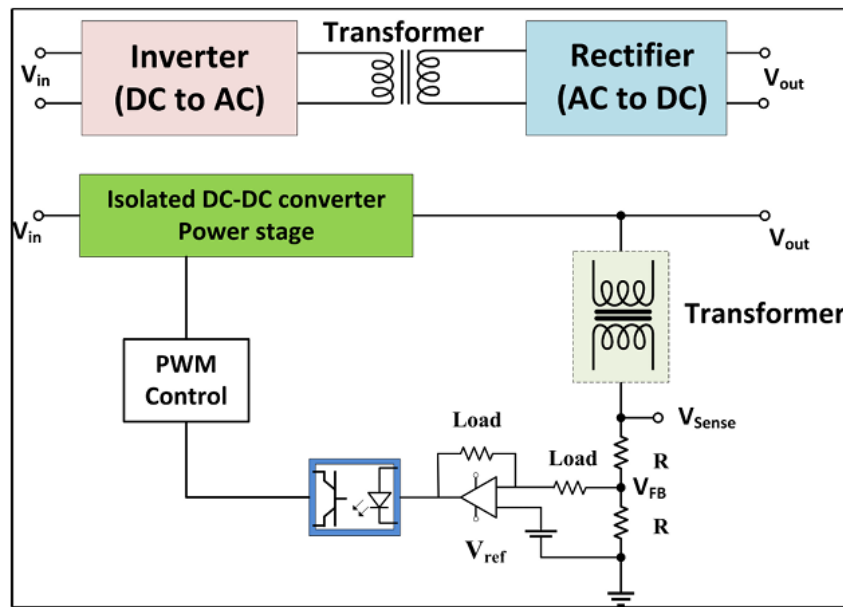 Transformer
Vin
Inverter
(DC to AC)
Rectifier
(AC to DC)
Vout
Isolated DC-DC converter
Power stage
Vin
Vout
Transformer
PWM
Control
VSense
Load
Load
R
VFB
R
Vref